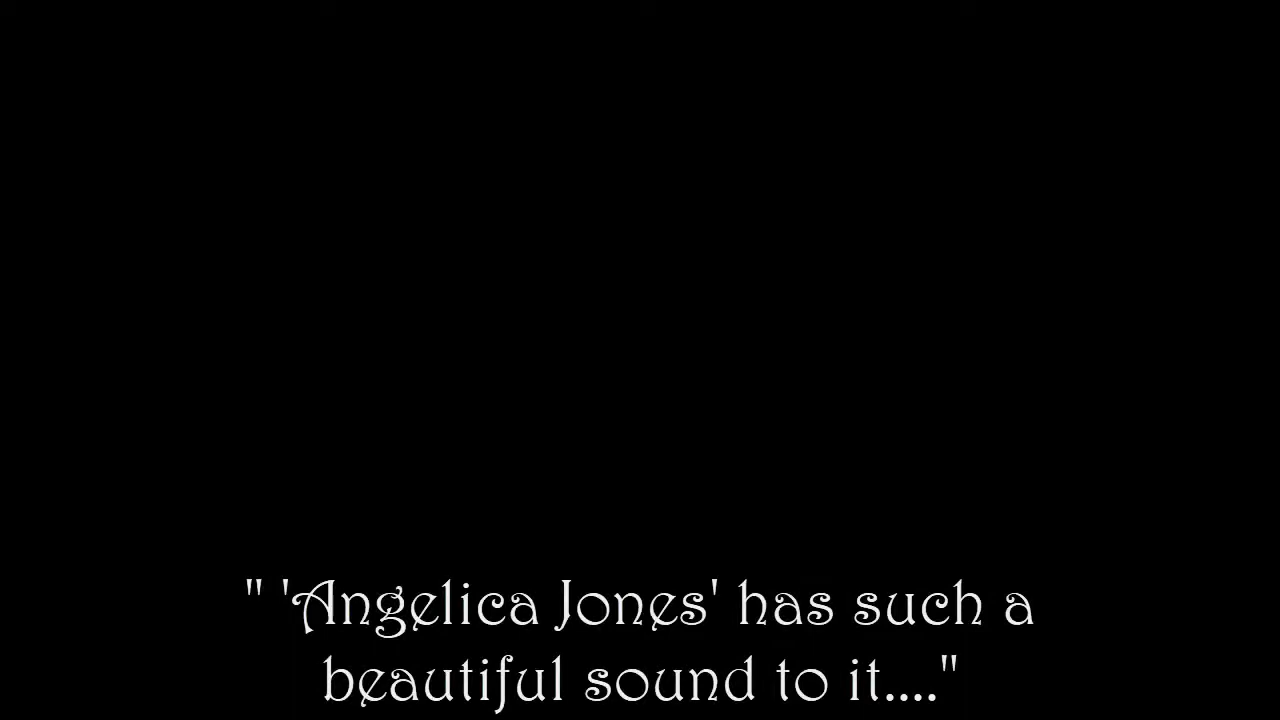 " 'Angelica Jones' has such a
beautiful sound to it...."